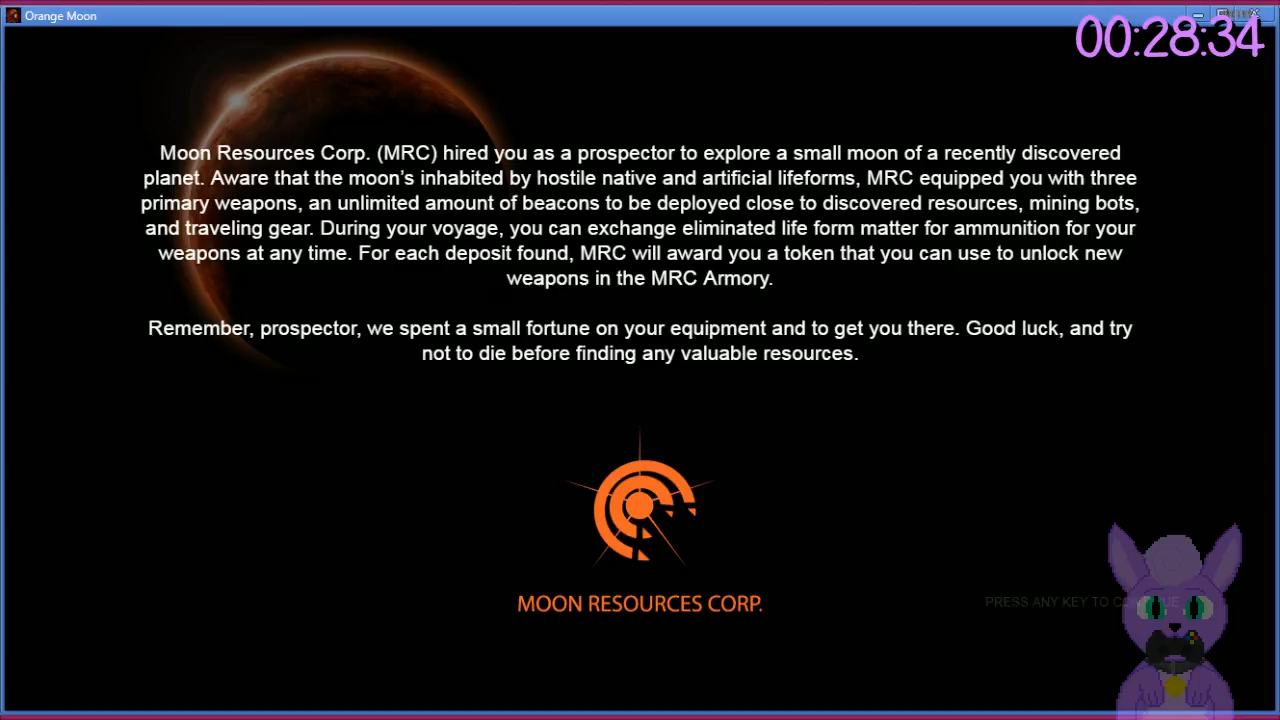 Orange Moon
00:28:34
Moon Resources Corp. (MRC) hired you as a prospector to explore a small moon of a recently discovered
planet. Aware that the moon's inhabited by hostile native and artificial lifeforms, MRC equipped you with three
primary weapons, an unlimited amount of beacons to be deployed close to discovered resources, mining bots,
and traveling gear. During your voyage, you can exchange eliminated life form matter for ammunition for your
weapons at any time. For each deposit found, MRC will award you a token that you can use to unlock new
weapons in the MRC Armory.
Remember, prospector, we spent a small fortune on your equipment and to get you there. Good luck, and try
not to die before finding any valuable resources.
PRESS ANY KEY TO CONTINUE
MOON RESOURCES CORP.